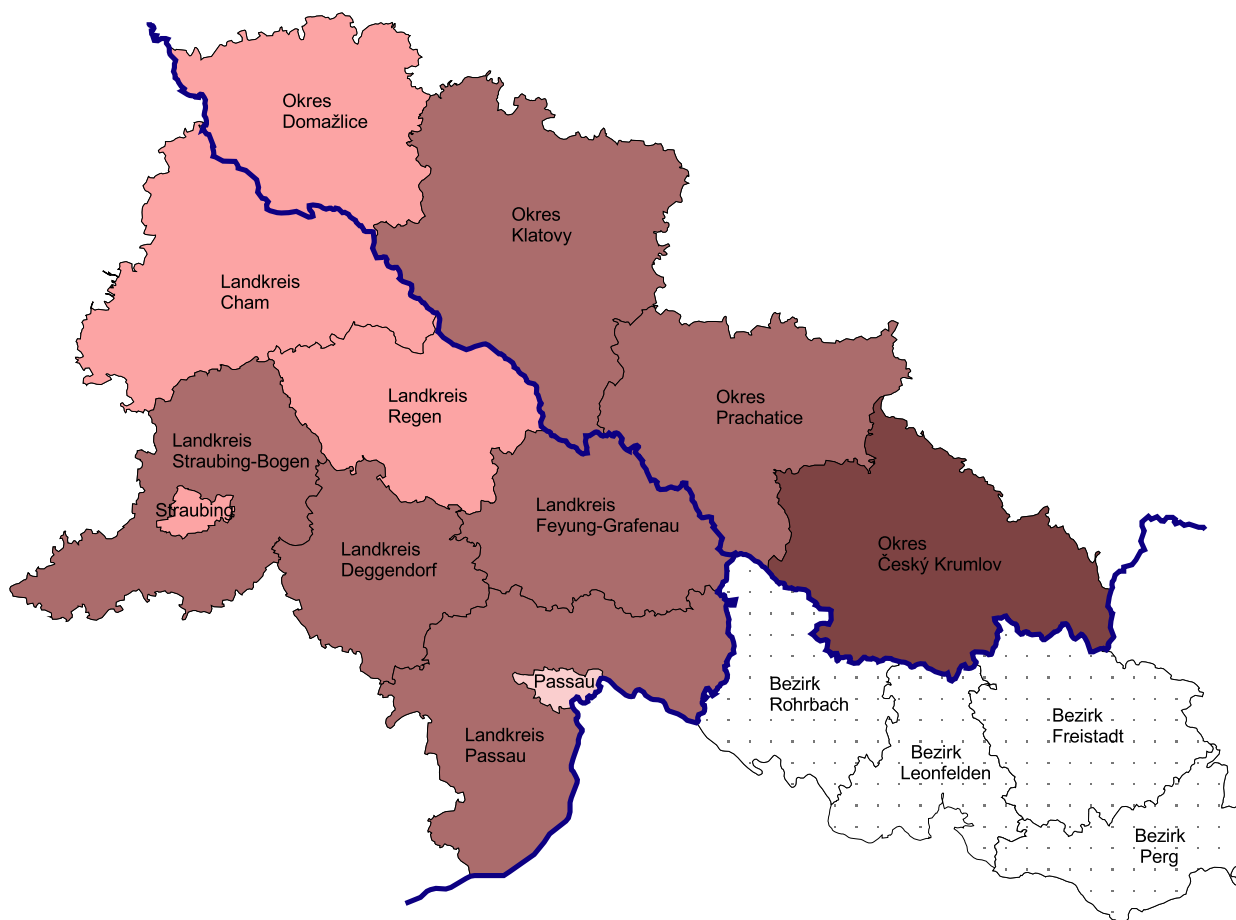 Okres
Domažlice
Okres
Klatovy
Landkreis
Cham
Landkreis
Regen
Okres
Prachatice
Landkreis
Straubing-Bogen
Straubing
Landkreis
Feyung-Grafenau
Okres
Český Krumlov
Landkreis
Deggendorf
Passau
Bezirk
Rohrbach
Bezirk
Freistadt
Landkreis
Passau
Bezirk
Leonfelden
Bezirk
Perg